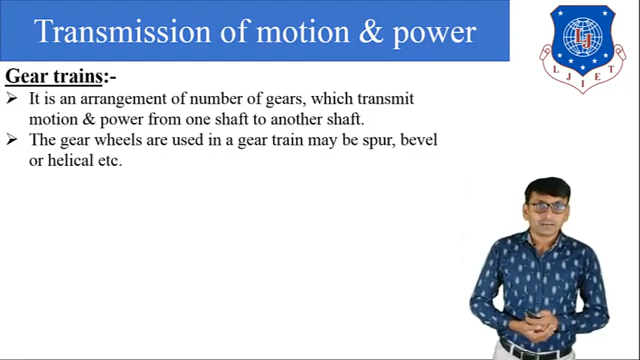 Transmission of motion & power
LJ
L J I E T
Gear trains:-
➢ It is an arrangement of number of gears, which transmit
motion & power from one shaft to another shaft.
➢ The gear wheels are used in a gear train may be spur, bevel
or helical etc.